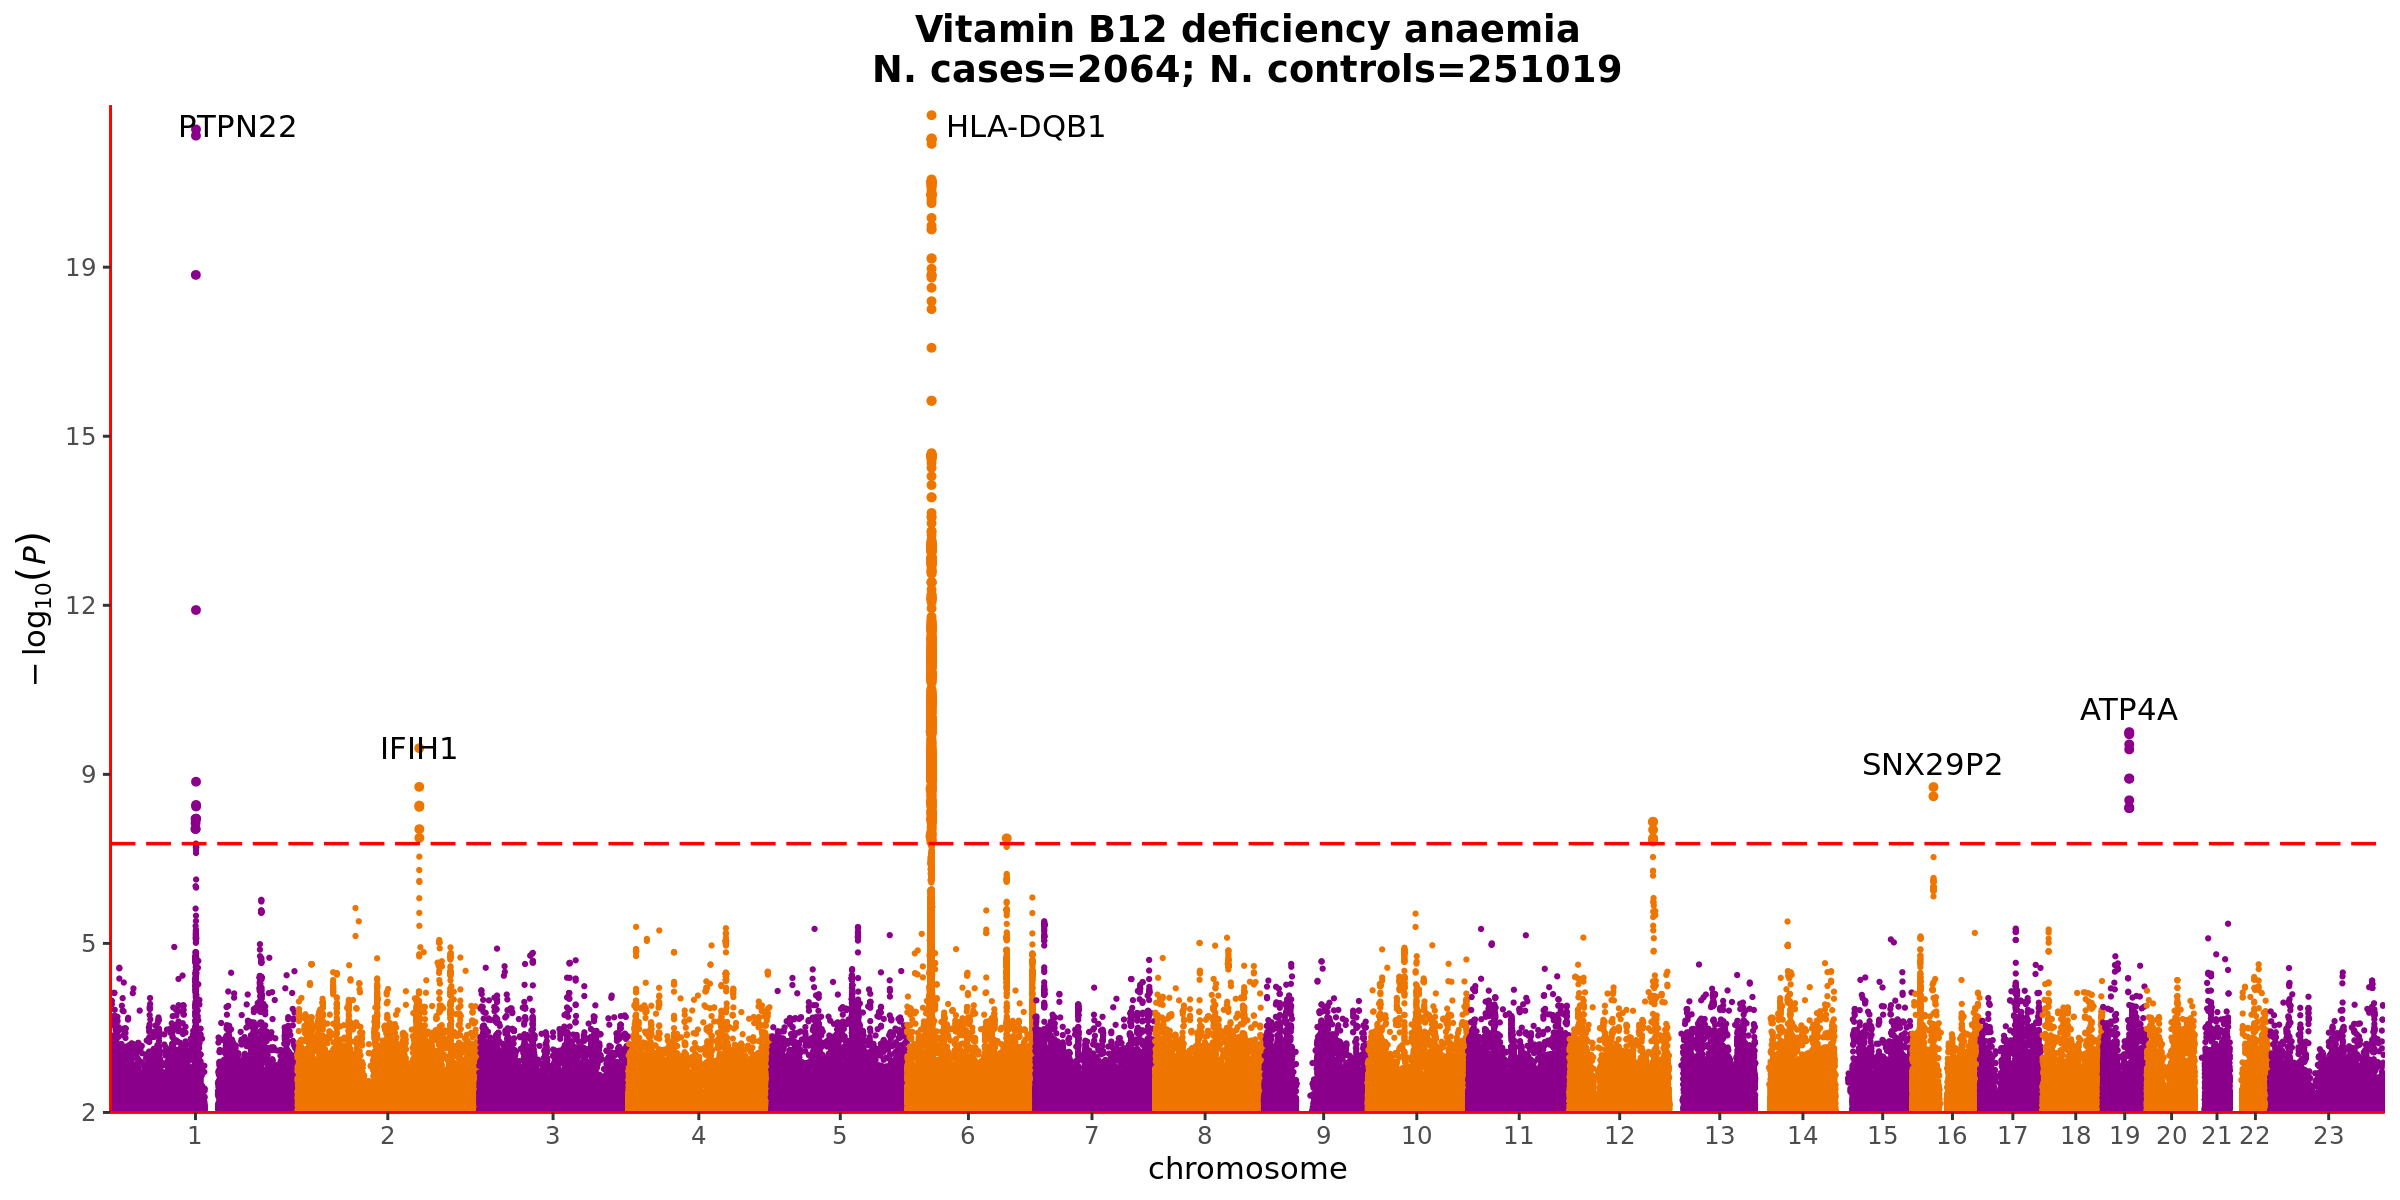 Vitamin B12 deficiency anaemia
N. cases=2064; N. controls=251019
PTPN22
HLA-DQB1
19
15
12
− log10(P)
ATP4A
IFIH1
SNX29P2
9
5
2
1 2 3 4 5 6 7 8 9 10 11 12 13 14 15 16 17 18 19 20 21 22 23
chromosome